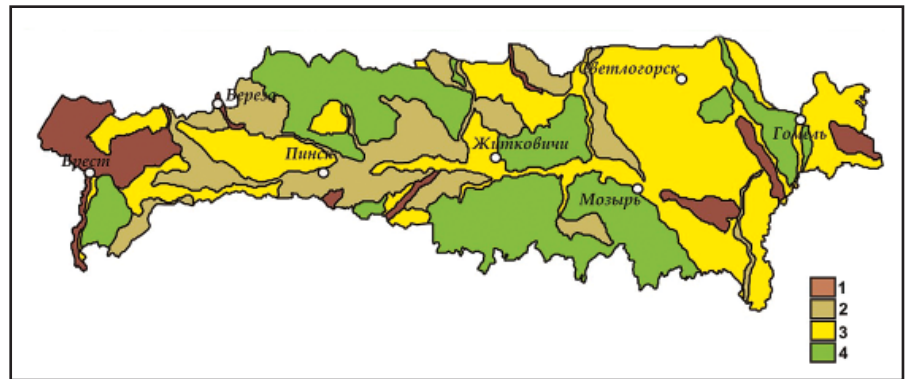 Светлогорск
Береза
Гомель
Житковичи
Пинск
Брест
Мозырь
1
2
3
4